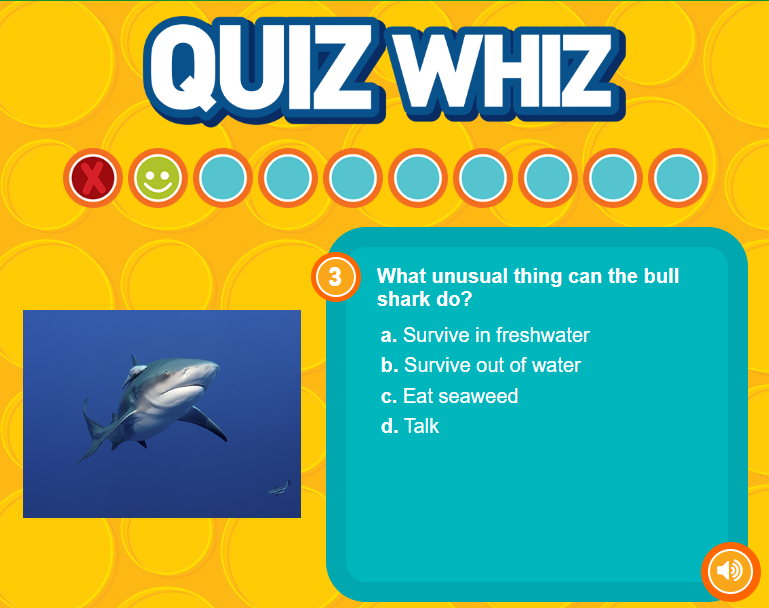 QUIZ WHIZ
X
3
What unusual thing can the bull
shark do?
a. Survive in freshwater
b. Survive out of water
c. Eat seaweed
d. Talk